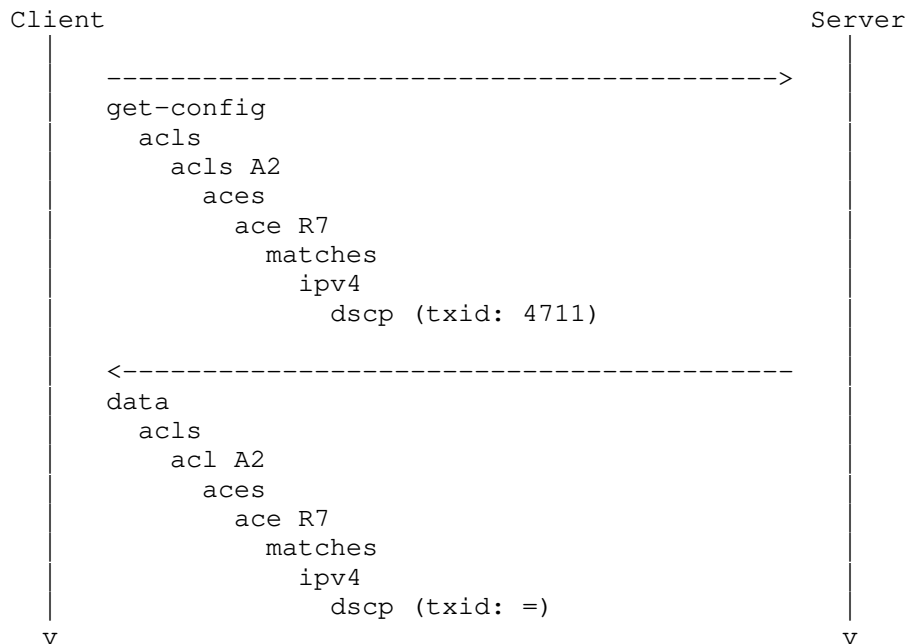 Client                                            Server
------------------------------------------>
get-config
acls
acls A2
aces
ace R7
matches
ipv4
dscp (txid: 4711)
<------------------------------------------
data
acls
acl A2
aces
ace R7
matches
ipv4
dscp (txid: =)
v                                                  v